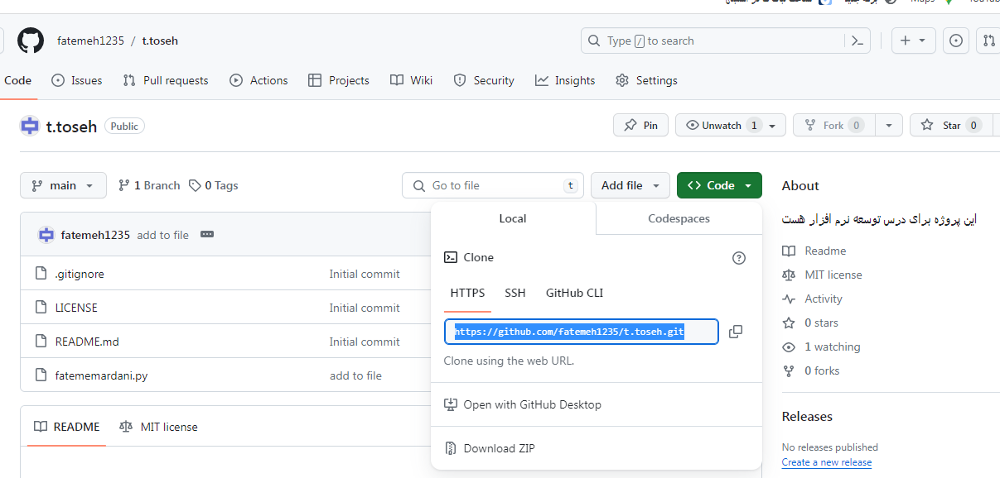 Maps
fatemeh1235 / t.toseh
Type / to search
Code Issues Pull requests Actions Projects Wiki Security Insights Settings
t.toseh Public
Pin Unwatch 1 Fork 0 Star 0
main 1 Branch 0 Tags
Go to file t Add file Code
About
این پروژه برای درس توسعه نرم افزار هست
Readme
MIT license
Activity
0 stars
1 watching
0 forks
Releases
No releases published
Create a new release
fatemeh1235 add to file
.gitignore Initial commit
LICENSE Initial commit
README.md Initial commit
fatememardani.py add to file
README MIT license
Local Codespaces
Clone
HTTPS SSH GitHub CLI
https://github.com/fatemeh1235/t.toseh.git
Clone using the web URL.
Open with GitHub Desktop
Download ZIP